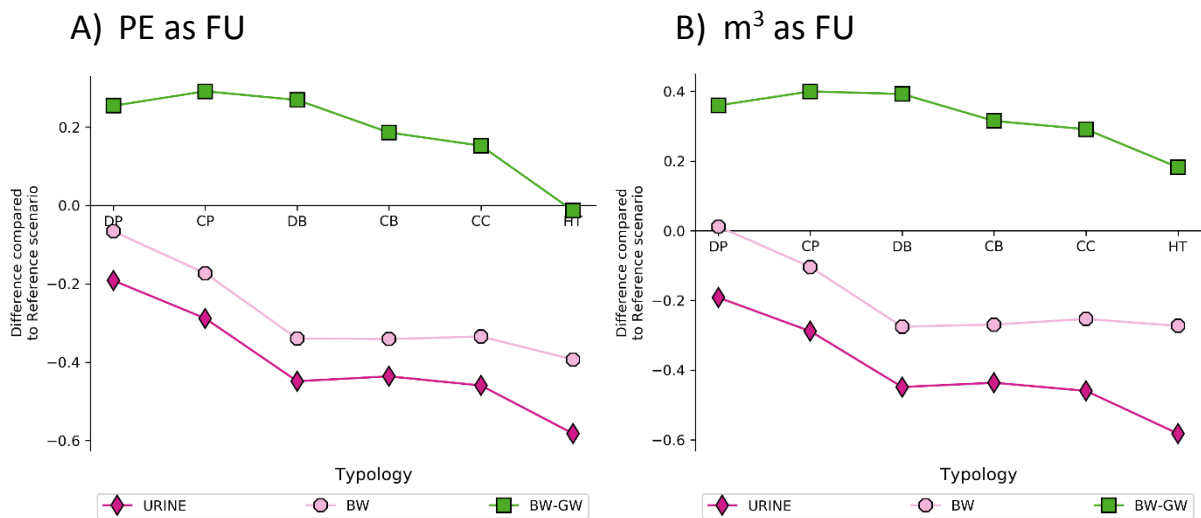 A) PE as FU
0.2
0.0
−0.2
−0.4
−0.6
Difference compared
to Reference scenario
DP
CP
DB
CB
CC
HT
Typology
URINE
BW
BW-GW
B) m³ as FU
0.4
0.2
0.0
−0.2
−0.4
−0.6
Difference compared
to Reference scenario
DP
CP
DB
CB
CC
HT
Typology
URINE
BW
BW-GW